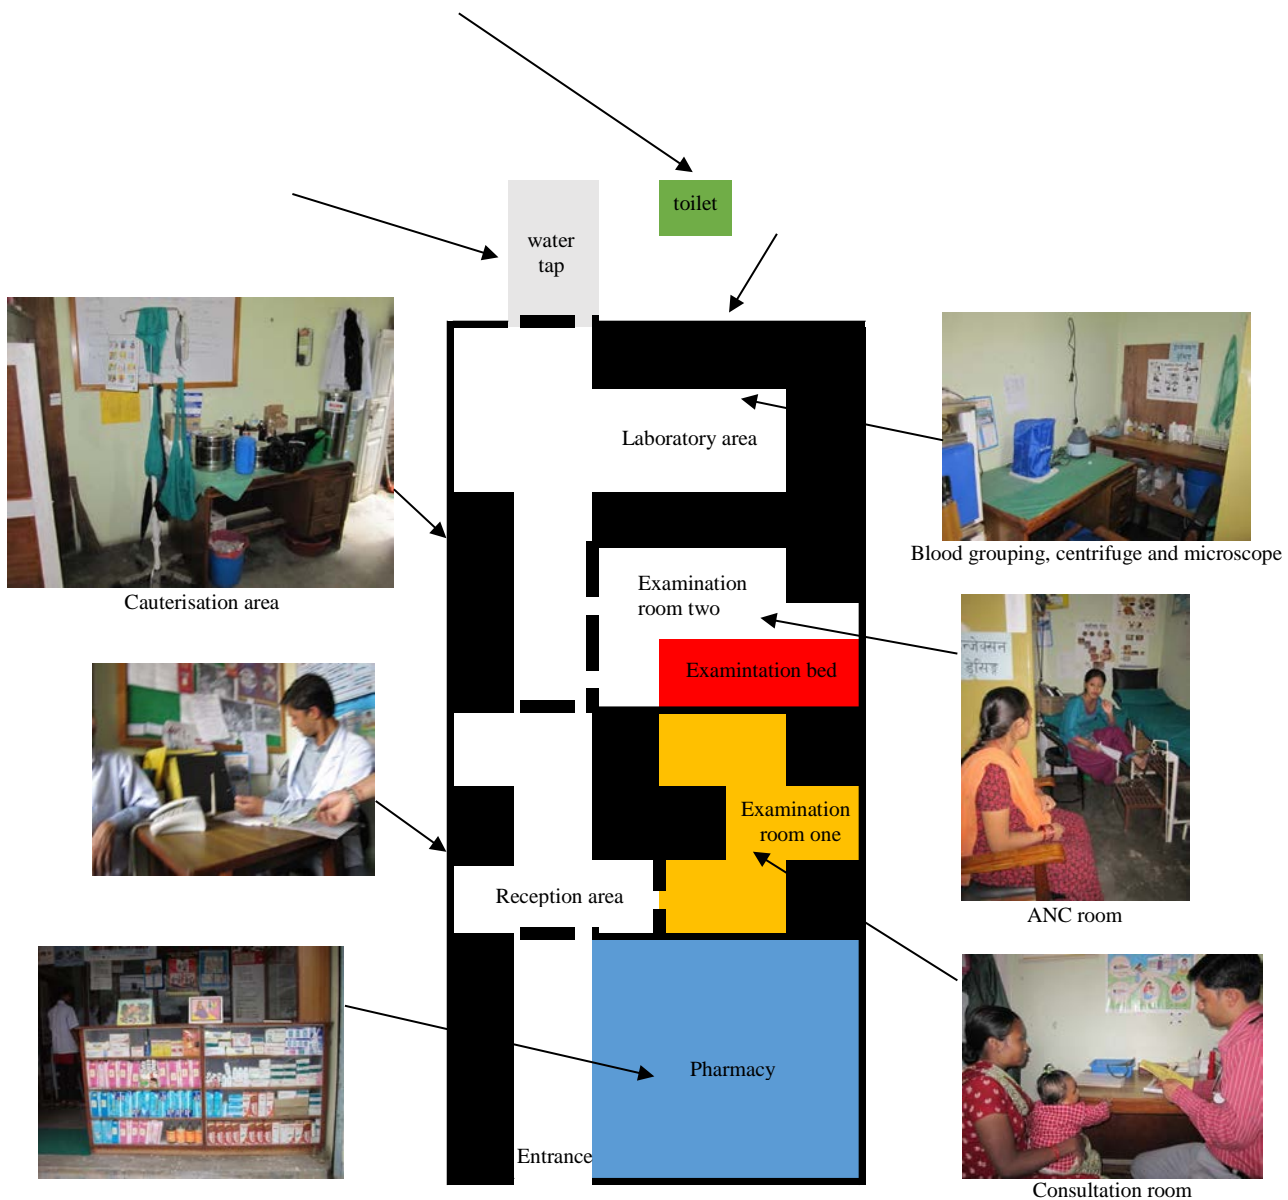 toilet
water
tap
Laboratory area
Blood grouping, centrifuge and microscope
Cauterisation area
Examination
room two
न्जेक्सन
ड्रेसिङ्ग
Examintation bed
Examination
room one
ANC room
Reception area
Pharmacy
Entrance
Consultation room